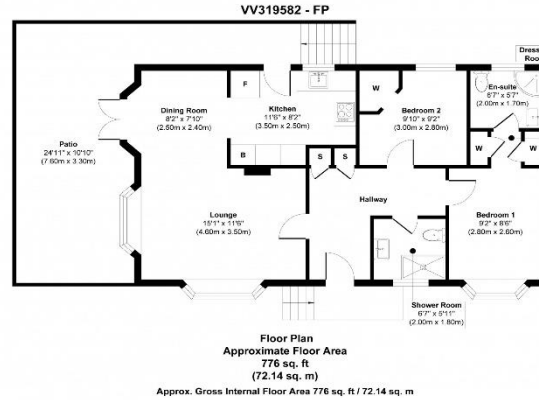 VV319582 - FP
Dress
Roo
F
W
En-suite
6'7" x 5'7"
(2.00m x 1.70m)
Dining Room
8'2" x 7'10"
(2.50m x 2.40m)
Kitchen
11'6" x 8'2"
(3.50m x 2.50m)
Bedroom 2
9'10" x 9'2"
(3.00m x 2.80m)
Patio
24'11" x 10'10"
(7.60m x 3.30m)
B
S
S
W
W
Hallway
Lounge
15'1" x 11'6"
(4.60m x 3.50m)
Bedroom 1
9'2" x 8'6"
(2.80m x 2.60m)
Shower Room
6'7" x 5'11"
(2.00m x 1.80m)
Floor Plan
Approximate Floor Area
776 sq. ft
(72.14 sq. m)
Approx. Gross Internal Floor Area 776 sq. ft / 72.14 sq. m